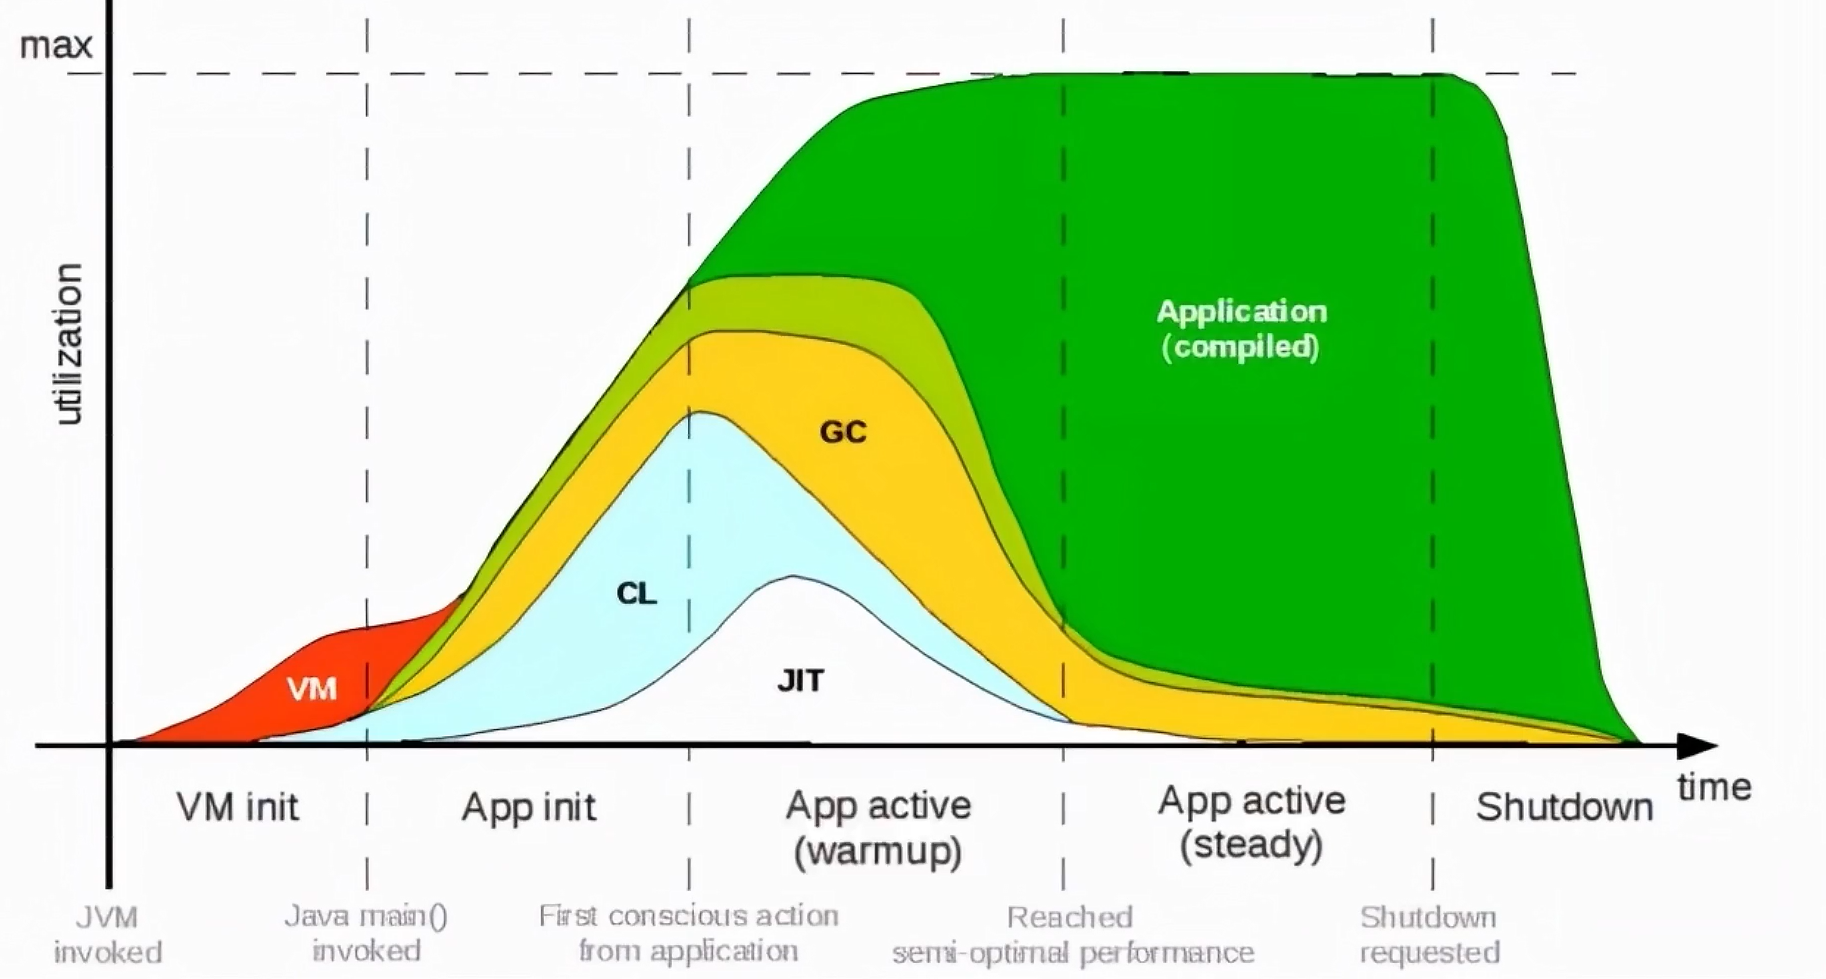 max
utilization
Application
(compiled)
GC
CL
VM
JIT
time
VM init
App init
App active
(warmup)
App active
(steady)
Shutdown
JVM
invoked
Java main()
invoked
First conscious action
from application
Reached
semi-optimal performance
Shutdown
requested